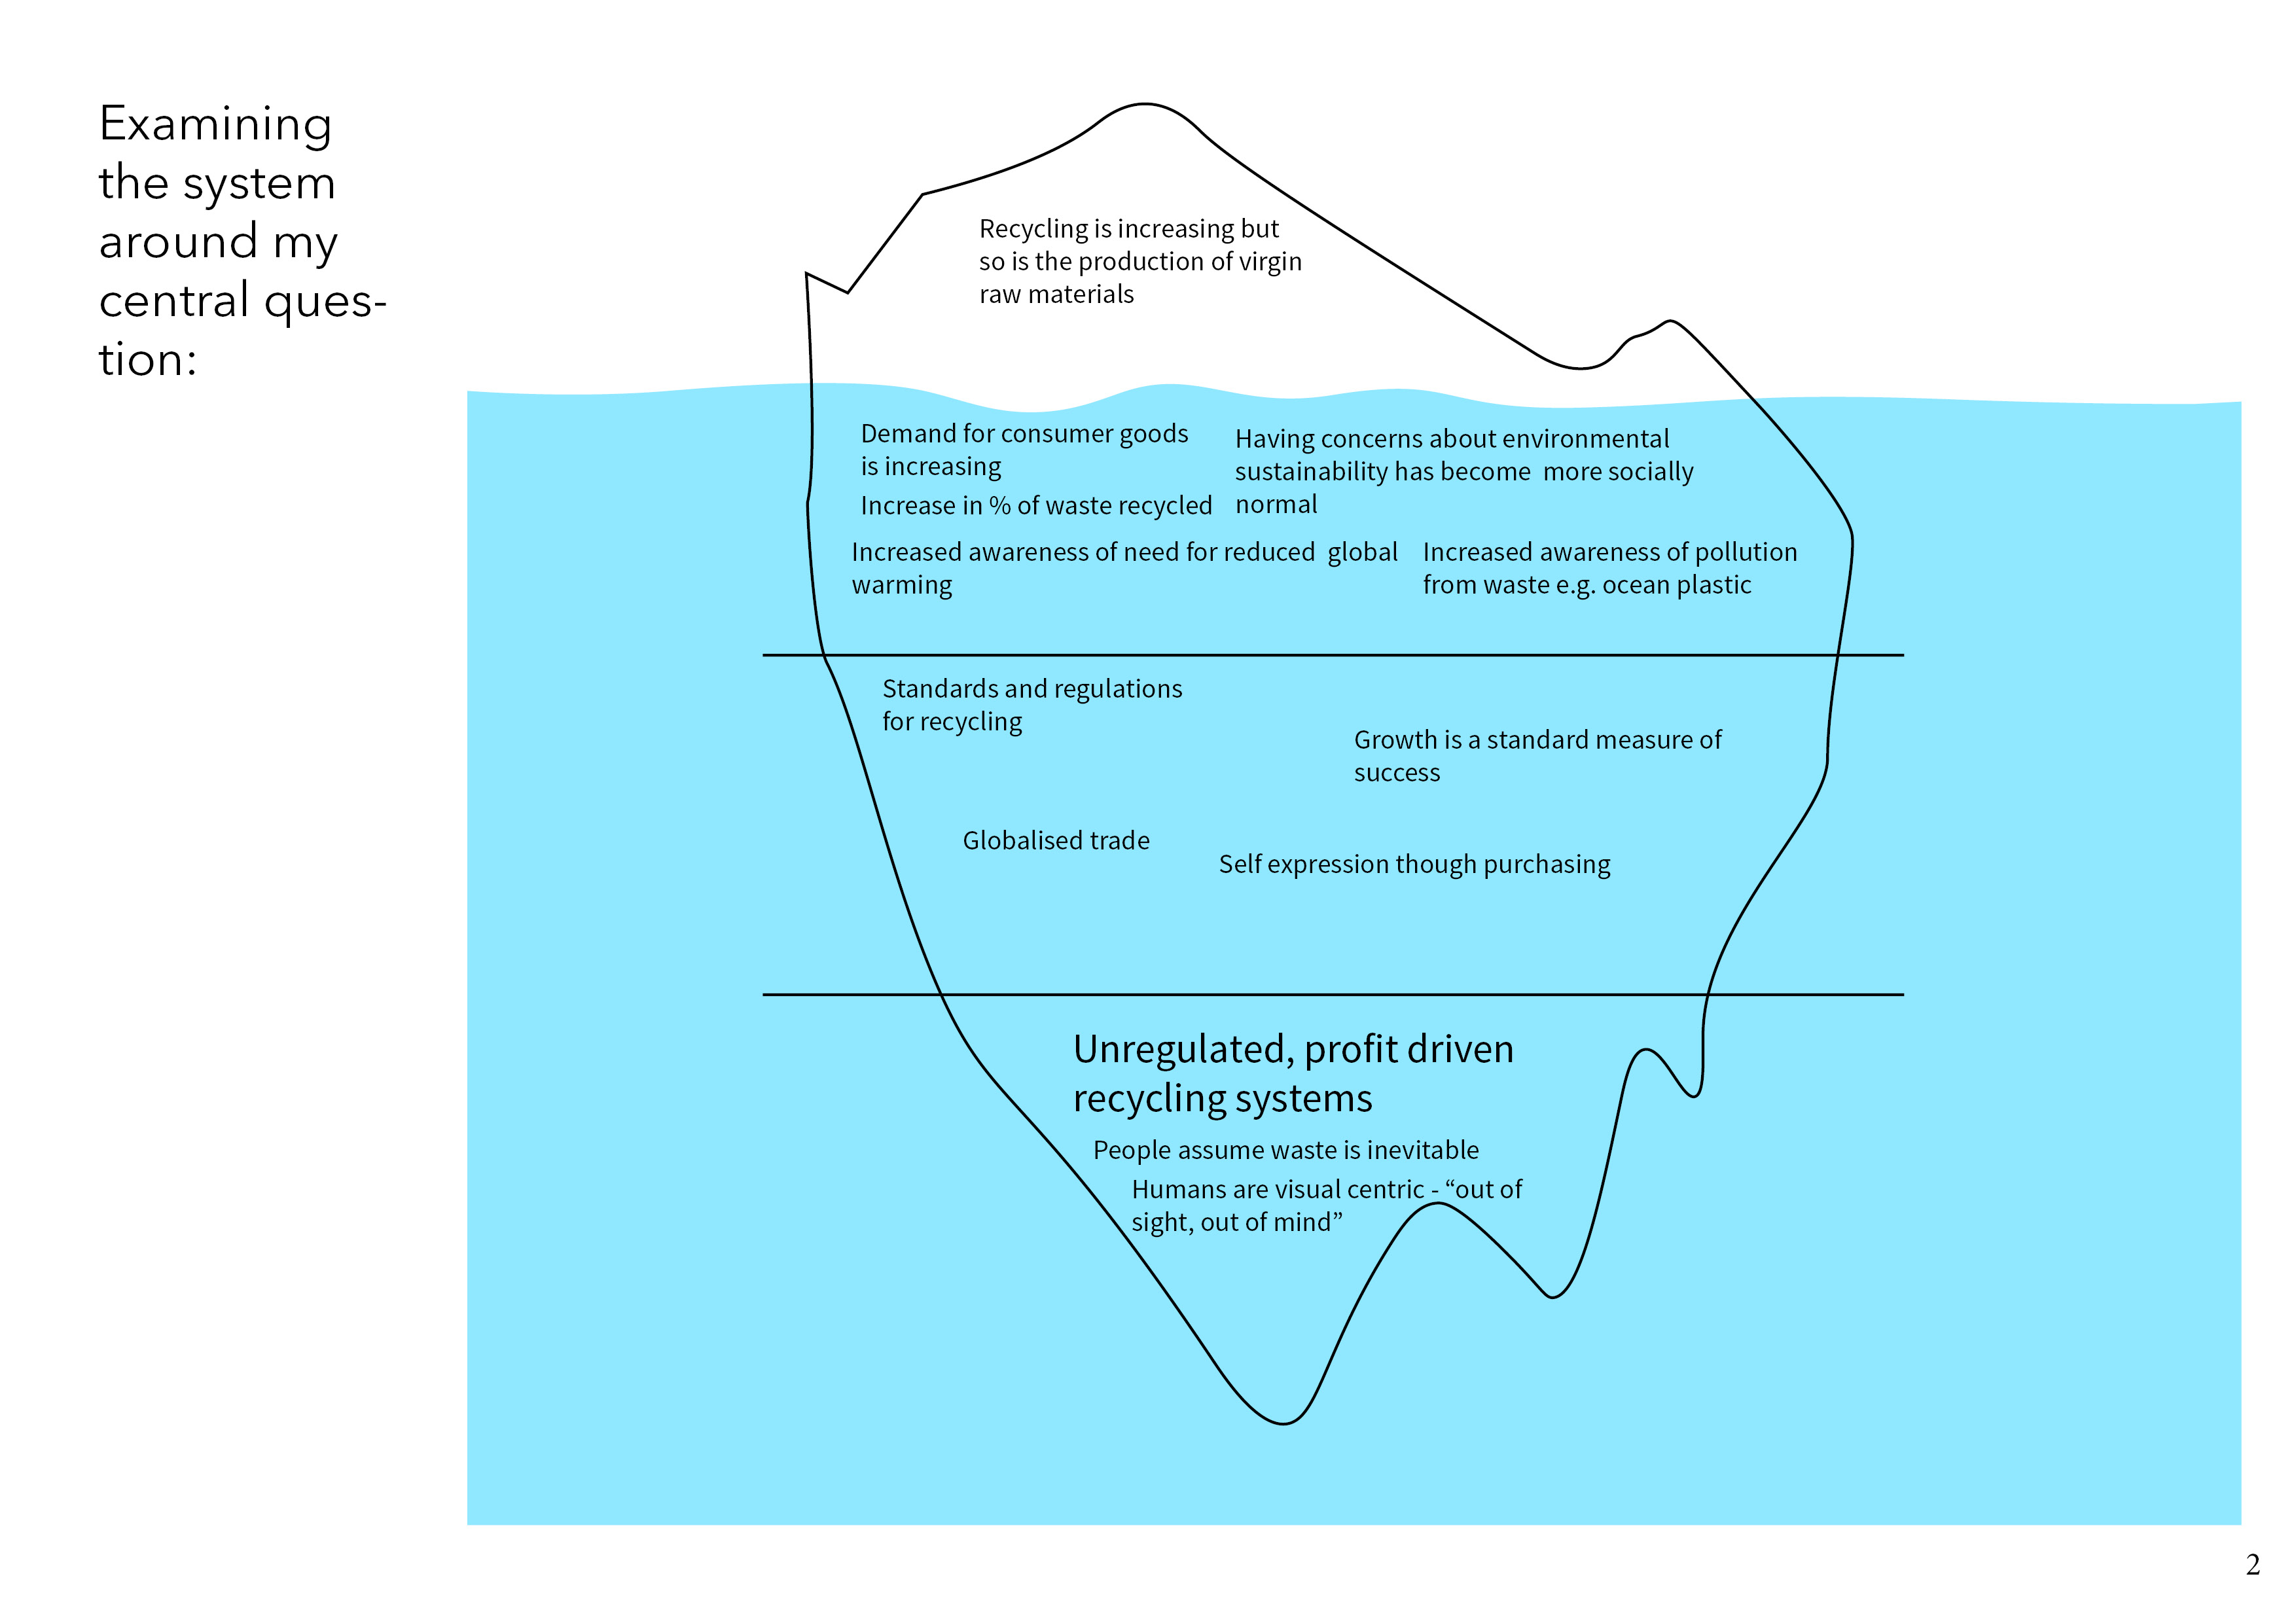 Examining
the system
around my
central ques-
tion:
Recycling is increasing but
so is the production of virgin
raw materials
Demand for consumer goods
is increasing
Increase in % of waste recycled
Having concerns about environmental
sustainability has become  more socially
normal
Increased awareness of need for reduced  global
warming
Increased awareness of pollution
from waste e.g. ocean plastic
Standards and regulations
for recycling
Growth is a standard measure of
success
Globalised trade
Self expression though purchasing
Unregulated, profit driven
recycling systems
People assume waste is inevitable
Humans are visual centric - “out of
sight, out of mind”
2